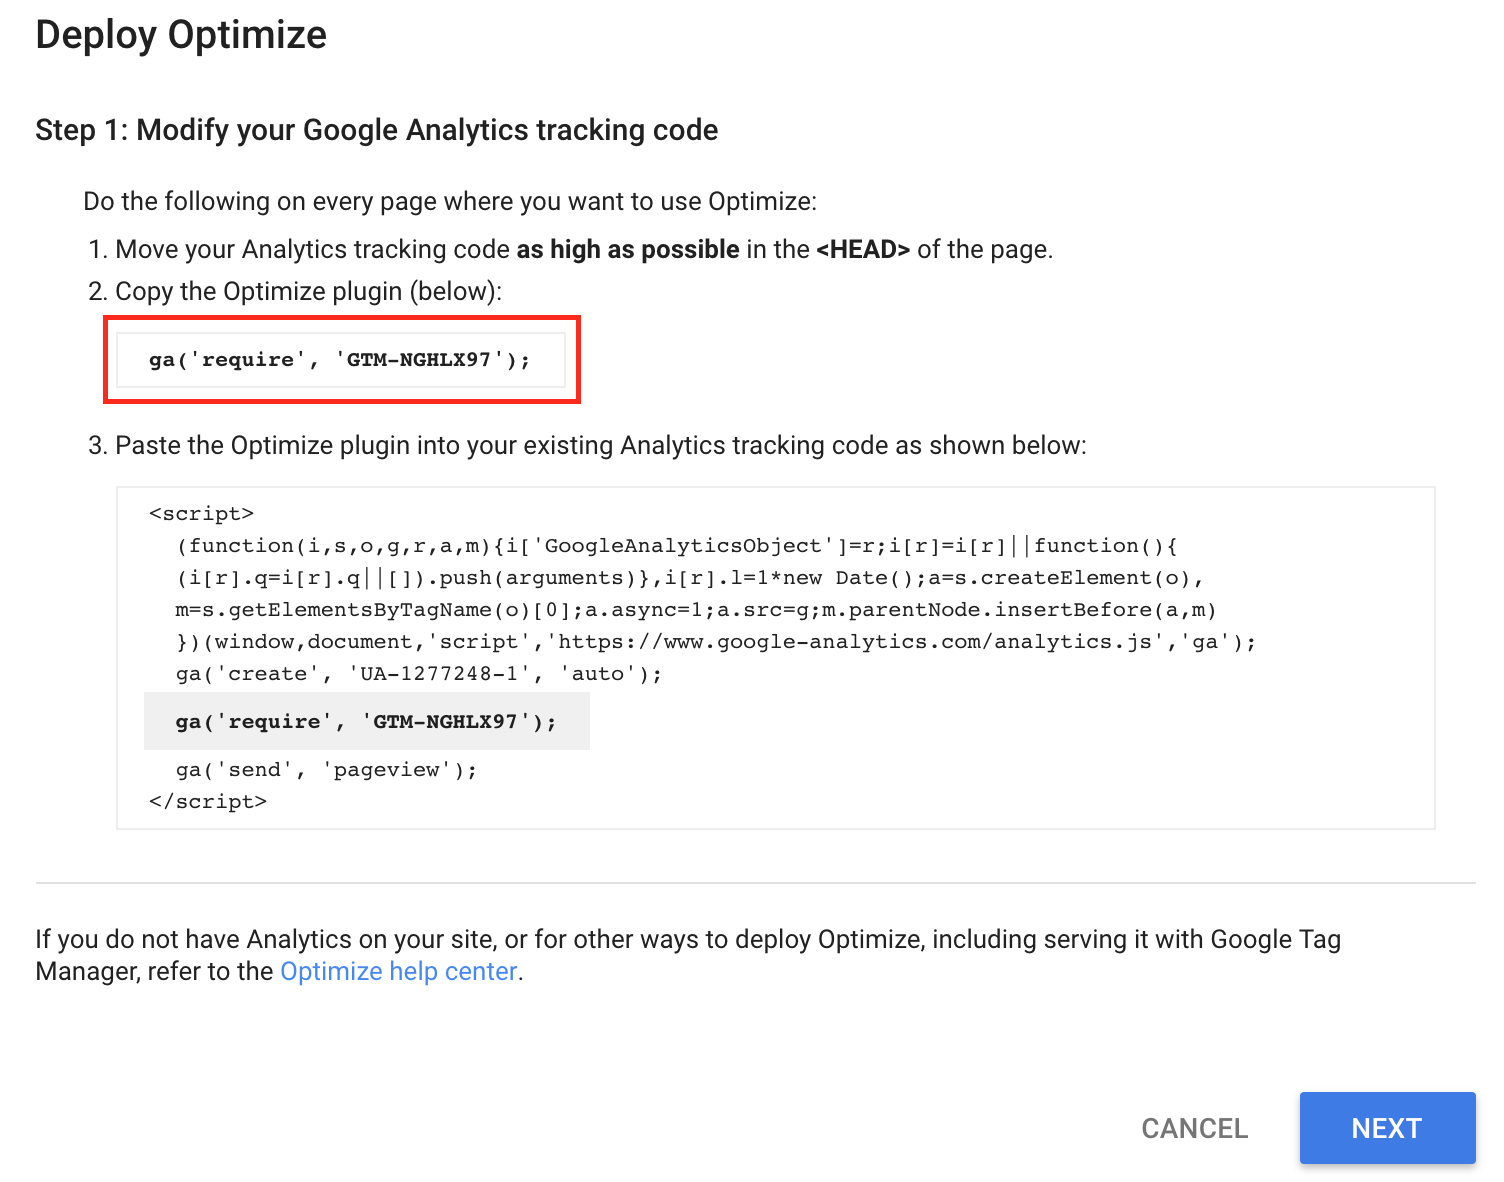 Deploy Optimize
Step 1: Modify your Google Analytics tracking code
Do the following on every page where you want to use Optimize:
1. Move your Analytics tracking code as high as possible in the <HEAD> of the page.
2. Copy the Optimize plugin (below):
ga('require', 'GTM-NGHLX97');
3. Paste the Optimize plugin into your existing Analytics tracking code as shown below:
<script>
(function(i,s,o,g,r,a,m){i['GoogleAnalyticsObject']=r;i[r]=i[r]||function(){
(i[r].q=i[r].q||[]).push(arguments)},i[r].l=1*new Date();a=s.createElement(o),
m=s.getElementsByTagName(o)[0];a.async=1;a.src=g;m.parentNode.insertBefore(a,m)
})(window,document,'script','https://www.google-analytics.com/analytics.js','ga');
ga('create', 'UA-1277248-1', 'auto');
ga('require', 'GTM-NGHLX97');
ga('send', 'pageview');
</script>
If you do not have Analytics on your site, or for other ways to deploy Optimize, including serving it with Google Tag
Manager, refer to the Optimize help center.
CANCEL
NEXT